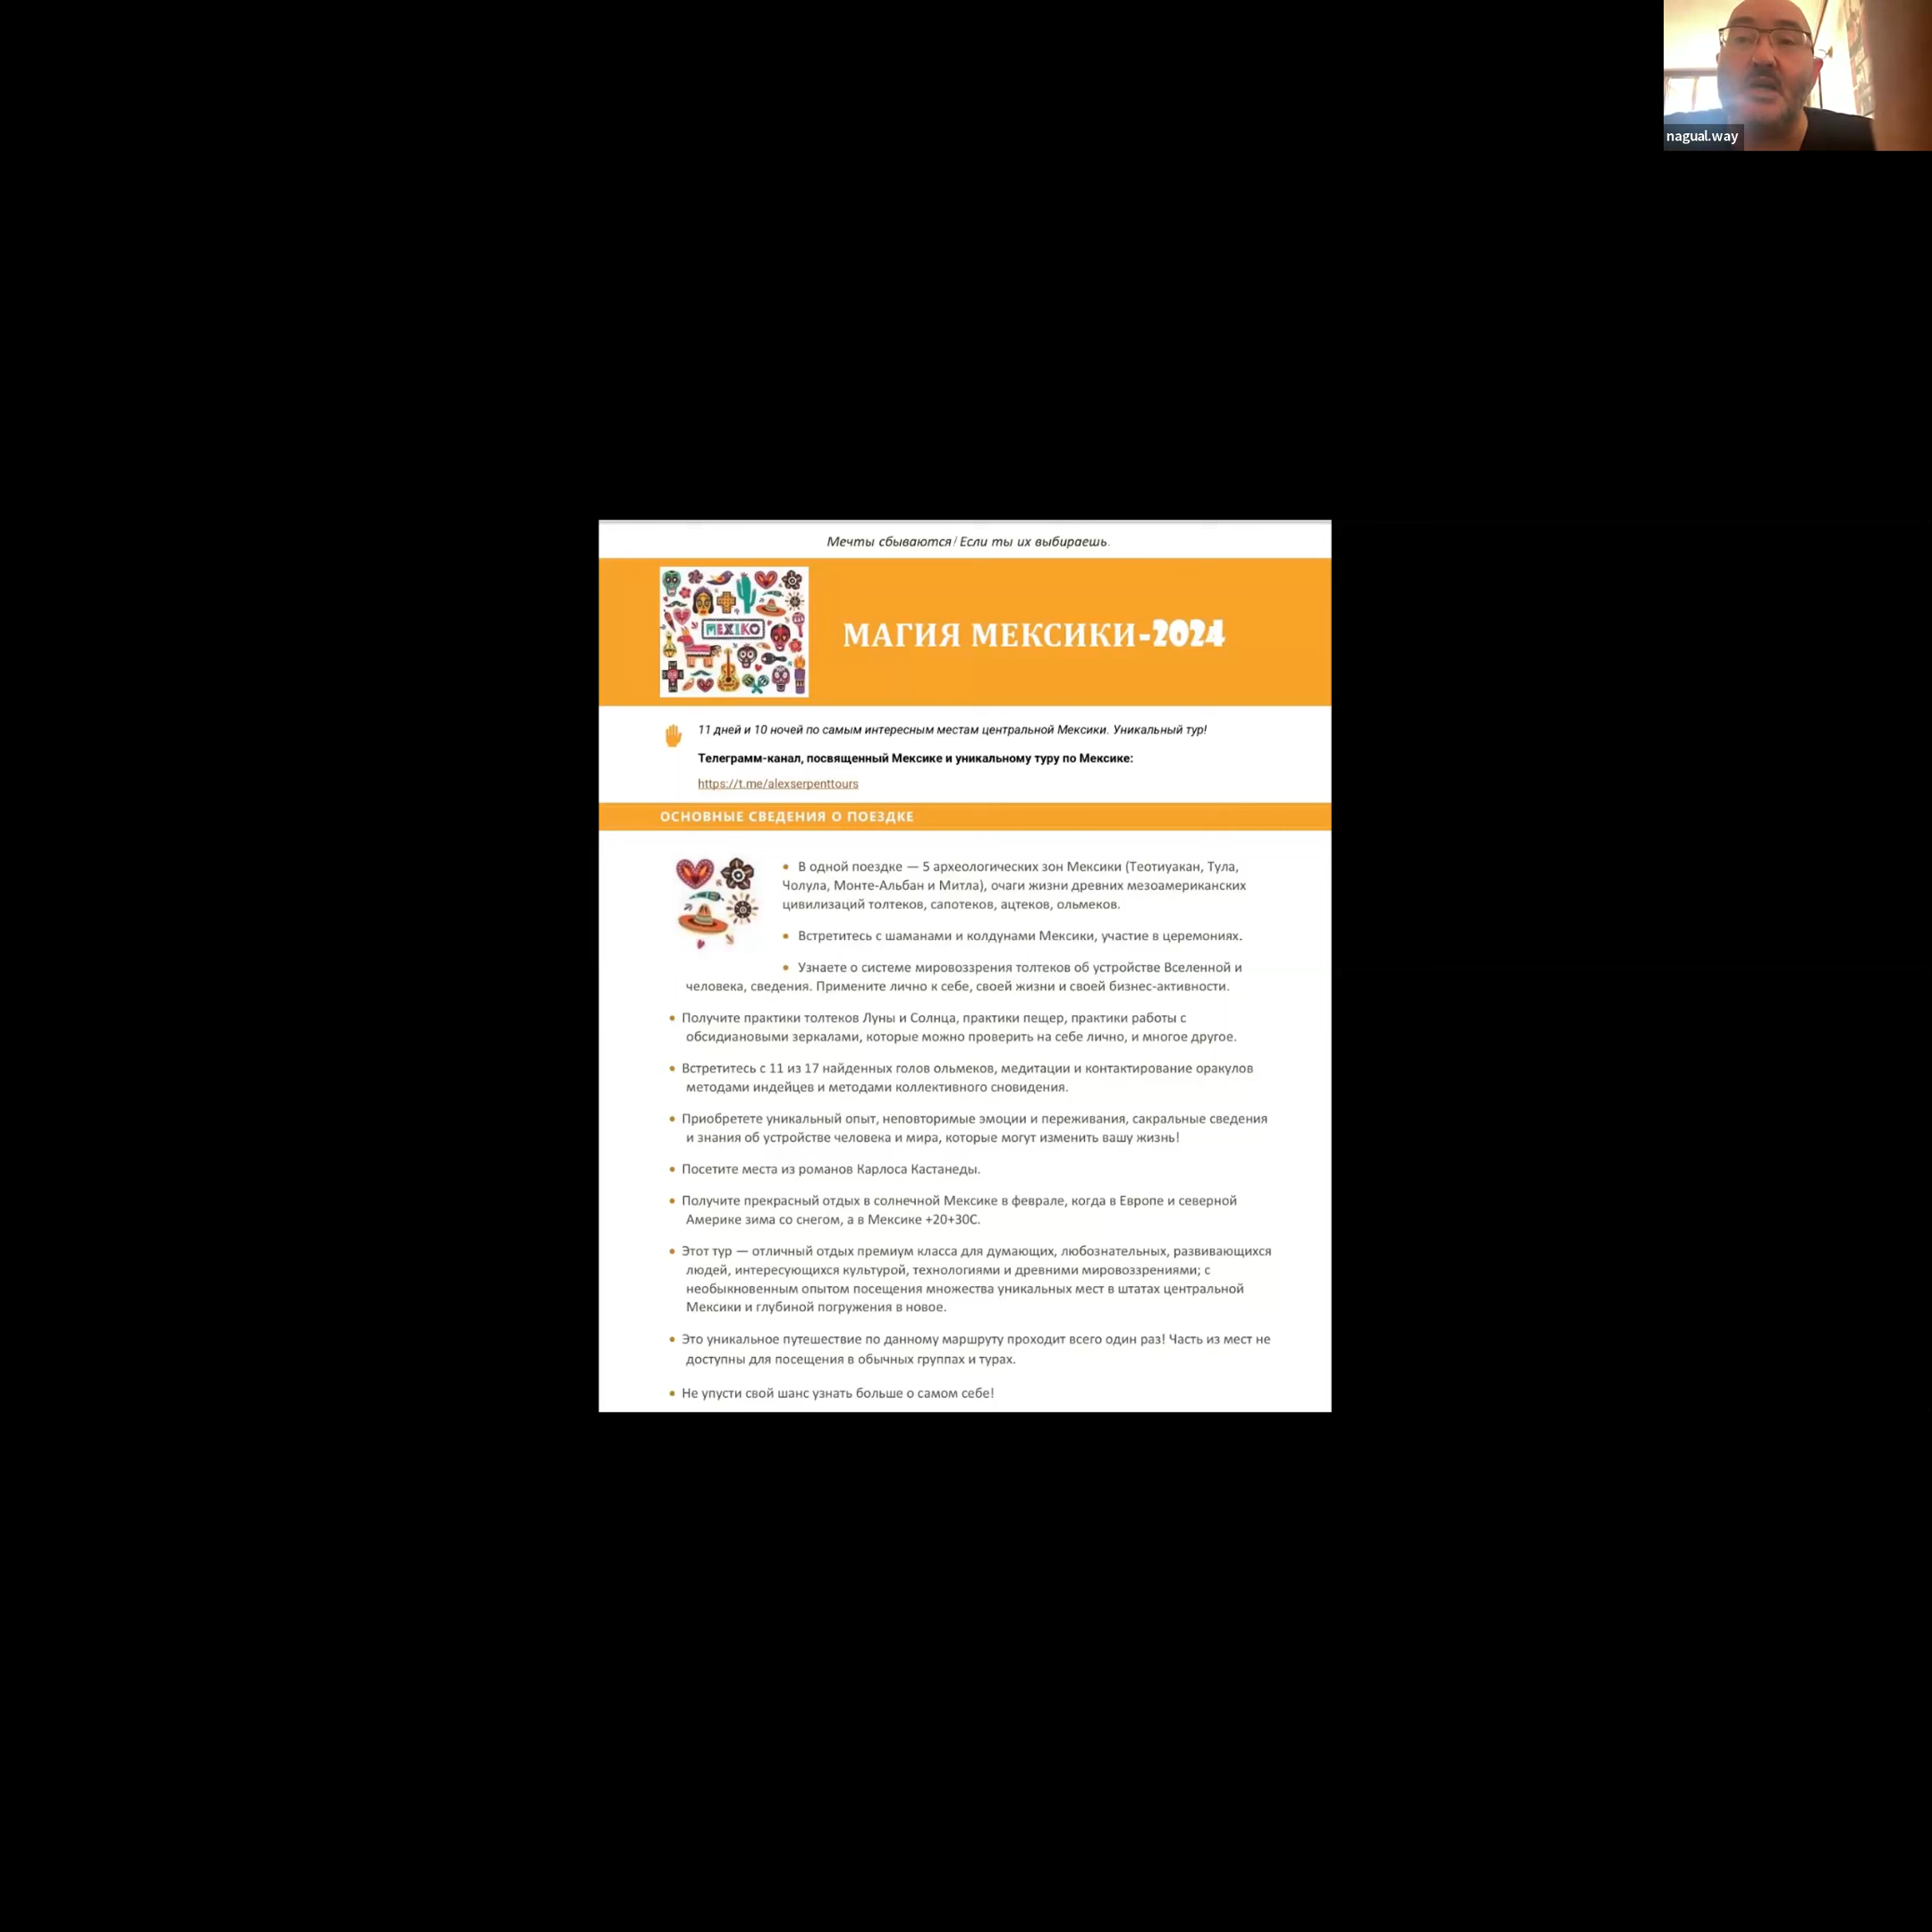 nagual.way
Мечты сбываются! Если ты их выбираешь.
MEXIKO
МАГИЯ МЕКСИКИ-2024
11 дней и 10 ночей по самым интересным местам центральной Мексики. Уникальный тур!
Телеграмм-канал, посвященный Мексике и уникальному туру по Мексике:
https://t.me/alexserpenttours
ОСНОВНЫЕ СВЕДЕНИЯ О ПОЕЗДКЕ
• В одной поездке — 5 археологических зон Мексики (Теотиуакан, Тула,
Чолула, Монте-Альбан и Митла), очаги жизни древних мезоамериканских
цивилизаций толтеков, сапотеков, ацтеков, ольмеков.
• Встретитесь с шаманами и колдунами Мексики, участие в церемониях.
• Узнаете о системе мировоззрения толтеков об устройстве Вселенной и
человека, сведения. Примените лично к себе, своей жизни и своей бизнес-активности.
• Получите практики толтеков Луны и Солнца, практики пещер, практики работы с
обсидиановыми зеркалами, которые можно проверить на себе лично, и многое другое.
• Встретитесь с 11 из 17 найденных голов ольмеков, медитации и контактирование оракулов
методами индейцев и методами коллективного сновидения.
• Приобретете уникальный опыт, неповторимые эмоции и переживания, сакральные сведения
и знания об устройстве человека и мира, которые могут изменить вашу жизнь!
• Посетите места из романов Карлоса Кастанеды.
• Получите прекрасный отдых в солнечной Мексике в феврале, когда в Европе и северной
Америке зима со снегом, а в Мексике +20+30С.
• Этот тур — отличный отдых премиум класса для думающих, любознательных, развивающихся
людей, интересующихся культурой, технологиями и древними мировоззрениями; с
необыкновенным опытом посещения множества уникальных мест в штатах центральной
Мексики и глубиной погружения в новое.
• Это уникальное путешествие по данному маршруту проходит всего один раз! Часть из мест не
доступны для посещения в обычных группах и турах.
• Не упусти свой шанс узнать больше о самом себе!